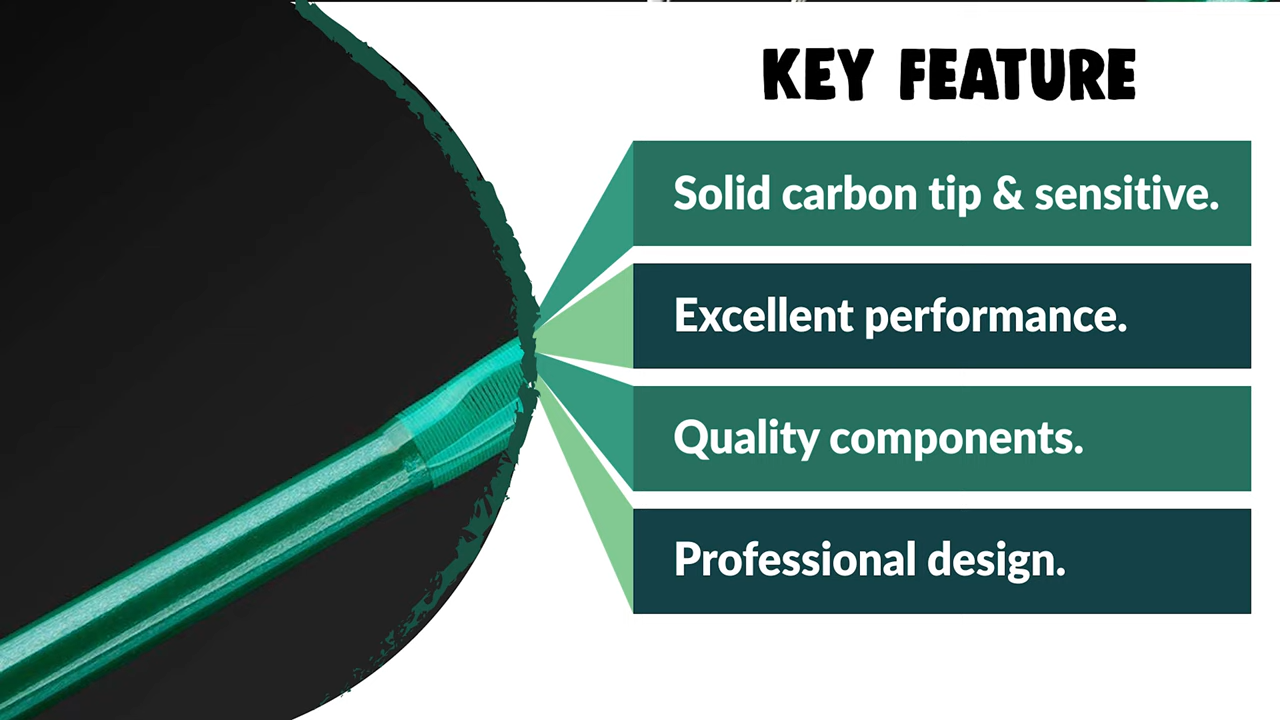 KEY FEATURE
Solid carbon tip & sensitive.
Excellent performance.
Quality components.
Professional design.